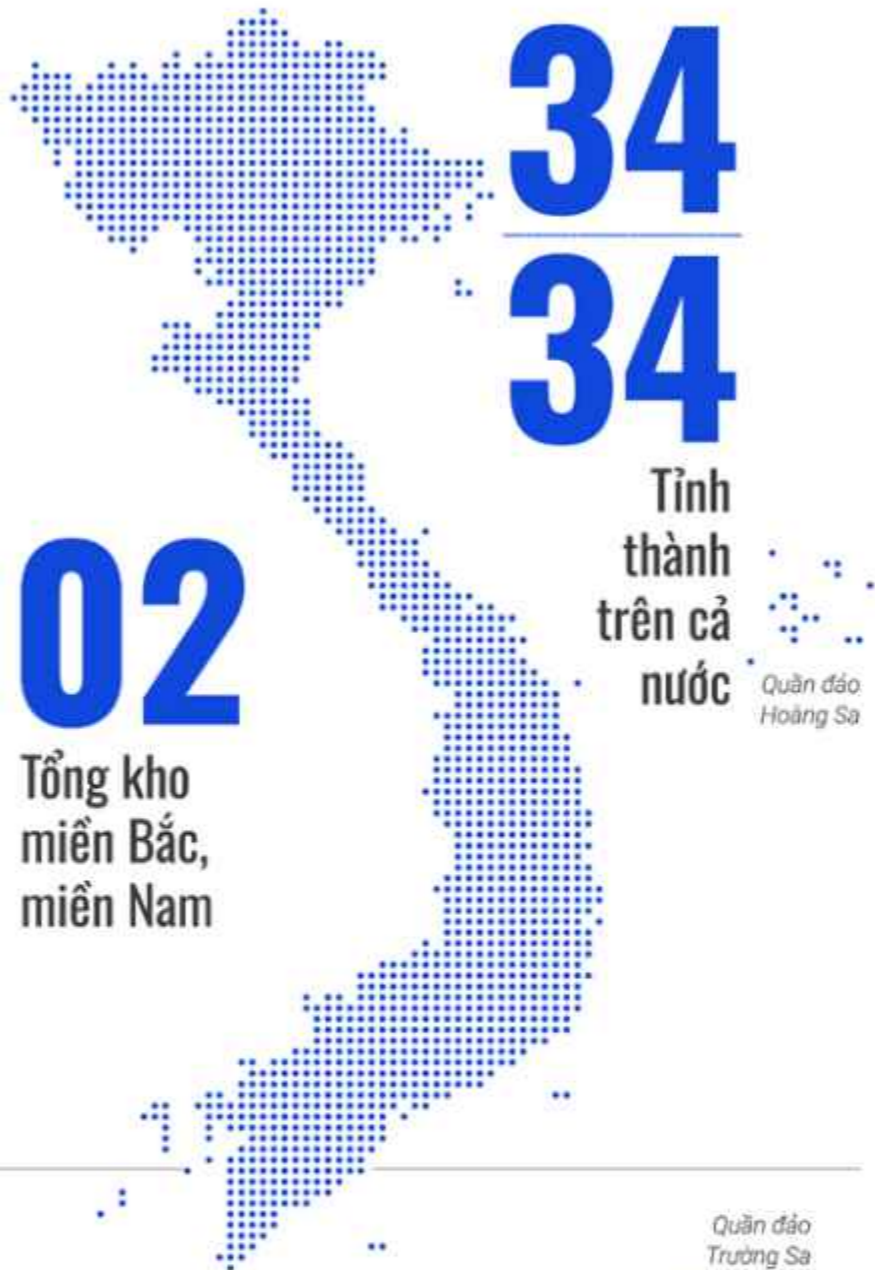 34
34
Tỉnh
thành
trên cả
nước
Quần đảo
Hoàng Sa
02
Tổng kho
miền Bắc,
miền Nam
Quần đảo
Trường Sa